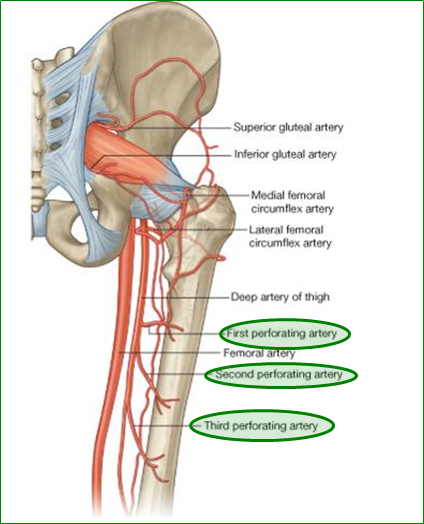 Superior gluteal artery
Inferior gluteal artery
Medial femoral
circumflex artery
Lateral femoral
circumflex artery
Deep artery of thigh
First perforating artery
Femoral artery
Second perforating artery
Third perforating artery